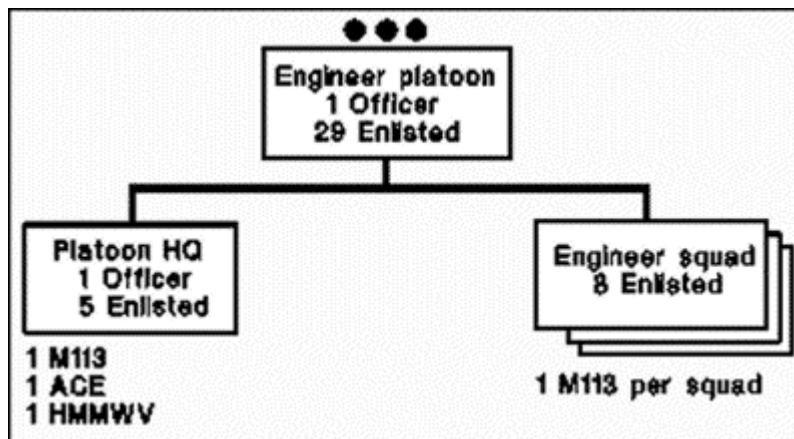 Engineer platoon
1 Officer
29 Enlisted
Platoon HQ
1 Officer
5 Enlisted
1 M113
1 ACE
1 HMMWV
Engineer squad
8 Enlisted
1 M113 per squad